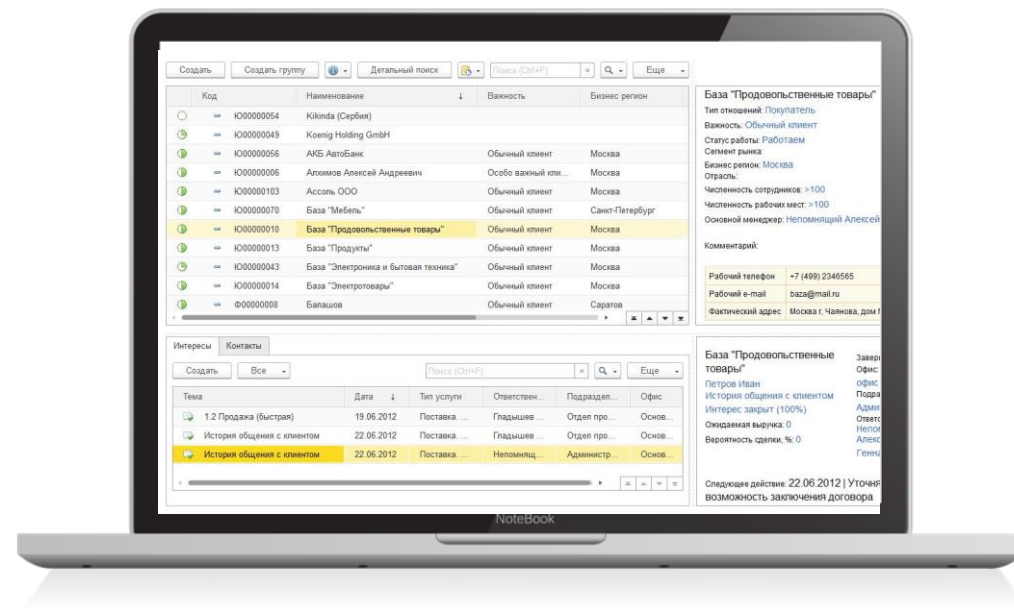 Создать Создать группу Детальный поиск Поиск (Ctrl+F) × Еще
Код Наименование ↓ Важность Бизнес регион
Ю00000054 Kikinda (Сербия)
Ю00000049 Koenig Holding GmbH
Ю00000056 АКБ АвтоБанк Обычный клиент Москва
Ю00000006 Алхимов Алексей Андреевич Особо важный кли... Москва
Ю00000103 Ассоль ООО Обычный клиент Москва
Ю00000070 База "Мебель" Обычный клиент Санкт-Петербург
Ю00000010 База "Продовольственные товары" Обычный клиент Москва
Ю00000013 База "Продукты" Обычный клиент Москва
Ю00000043 База "Электроника и бытовая техника" Обычный клиент Москва
Ю00000014 База "Электротовары" Обычный клиент Москва
Ф00000008 Балашов Обычный клиент Саратов
База "Продовольственные товары"
Тип отношений: Покупатель
Важность: Обычный клиент
Статус работы: Работаем
Сегмент рынка:
Бизнес регион: Москва
Отрасль:
Численность сотрудников: >100
Численность рабочих мест: >100
Основной менеджер: Непомнящий Алексей
Комментарий:
Рабочий телефон +7 (499) 2346565
Рабочий e-mail baza@mail.ru
Фактический адрес Москва г, Чаянова, дом
Интересы Контакты
Создать Все Поиск (Ctrl+F) × Еще
Тема Дата ↓ Тип услуги Ответствен... Подраздел... Офис
1.2 Продажа (быстрая) 19.06.2012 Поставка. ... Гладышев ... Отдел про... Основ...
История общения с клиентом 22.06.2012 Поставка. ... Гладышев ... Отдел про... Основ...
История общения с клиентом 22.06.2012 Поставка. ... Непомнящ... Администр... Основ...
База "Продовольственные
товары"
Петров Иван
История общения с клиентом
Интерес закрыт (100%)
Ожидаемая выручка: 0
Вероятность сделки, %: 0
Завер
Офис:
офис
Подра
Адми
Ответс
Непом
Алекс
Генна
Следующее действие: 22.06.2012 | Уточня
возможность заключения договора
NoteBook